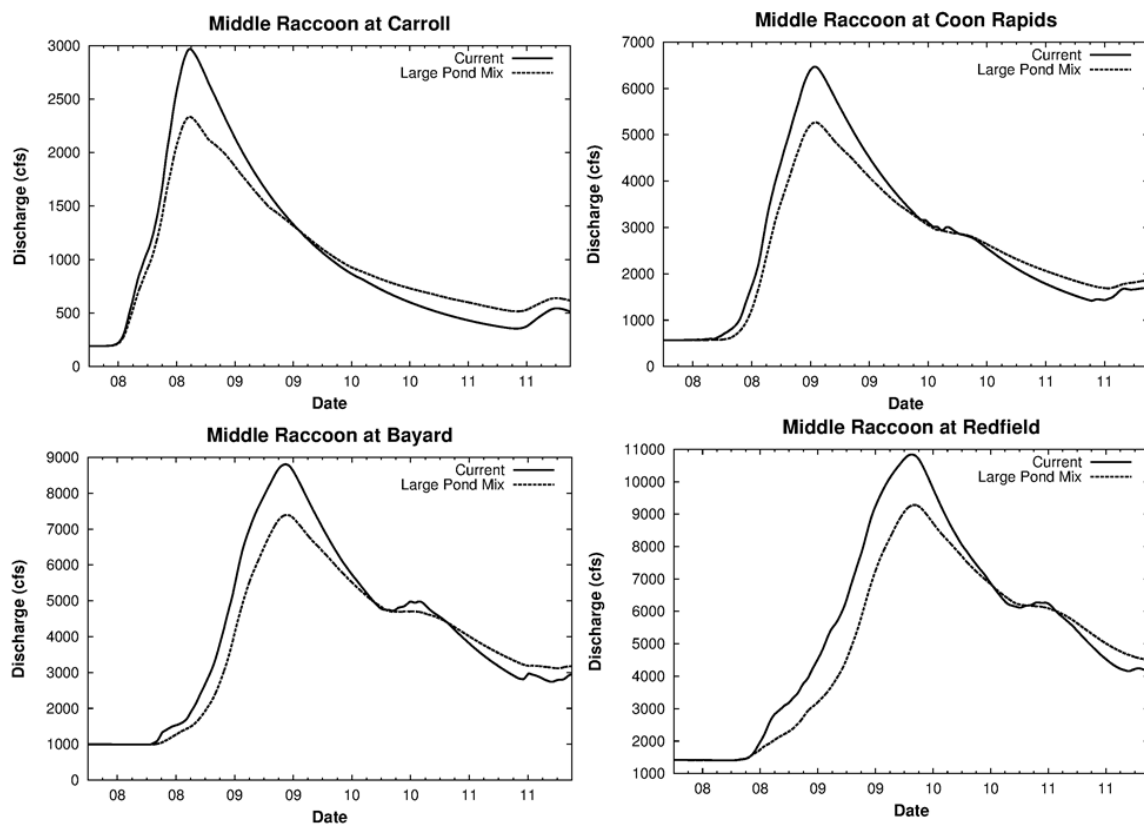 Middle Raccoon at Carroll
Current
Large Pond Mix
3000
2500
2000
1500
1000
500
0
Discharge (cfs)
08 08 09 09 10 10 11 11
Date
Middle Raccoon at Coon Rapids
Current
Large Pond Mix
7000
6000
5000
4000
3000
2000
1000
0
Discharge (cfs)
08 08 09 09 10 10 11 11
Date
Middle Raccoon at Bayard
Current
Large Pond Mix
9000
8000
7000
6000
5000
4000
3000
2000
1000
0
Discharge (cfs)
08 08 09 09 10 10 11 11
Date
Middle Raccoon at Redfield
Current
Large Pond Mix
11000
10000
9000
8000
7000
6000
5000
4000
3000
2000
1000
Discharge (cfs)
08 08 09 09 10 10 11 11
Date